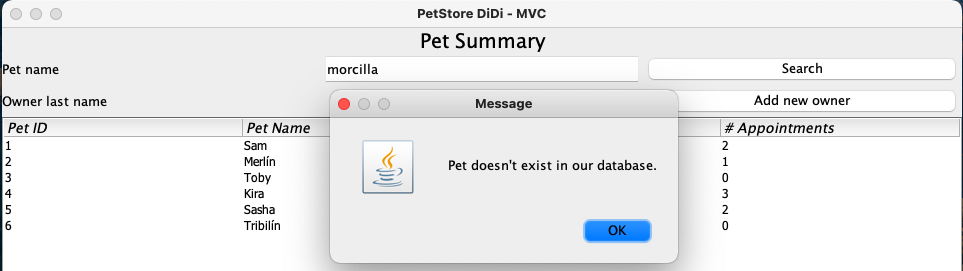 PetStore DiDi - MVC
Pet Summary
Pet name morcilla Search
Owner last name Add new owner
Message
Pet doesn't exist in our database.
OK
Pet ID Pet Name # Appointments
1 Sam 2
2 Merlín 1
3 Toby 0
4 Kira 3
5 Sasha 2
6 Tribilín 0